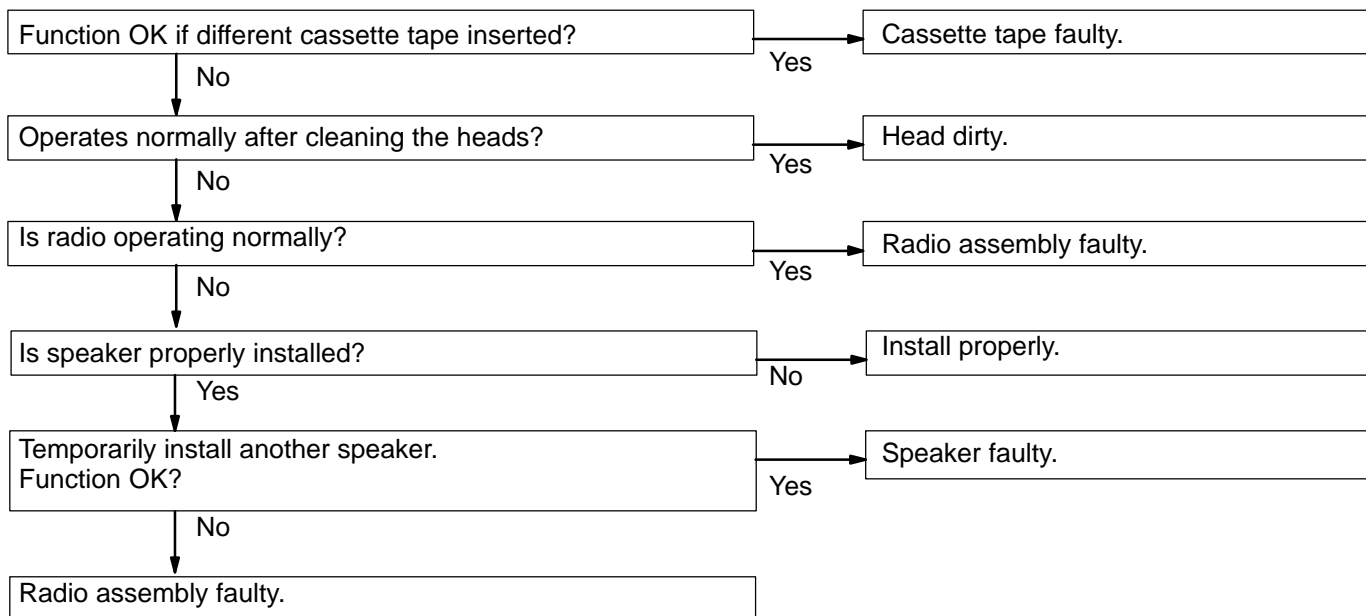 Function OK if different cassette tape inserted?
Yes
Cassette tape faulty.
No
Operates normally after cleaning the heads?
Yes
Head dirty.
No
Is radio operating normally?
Yes
Radio assembly faulty.
No
Is speaker properly installed?
No
Install properly.
Yes
Temporarily install another speaker.
Function OK?
Yes
Speaker faulty.
No
Radio assembly faulty.